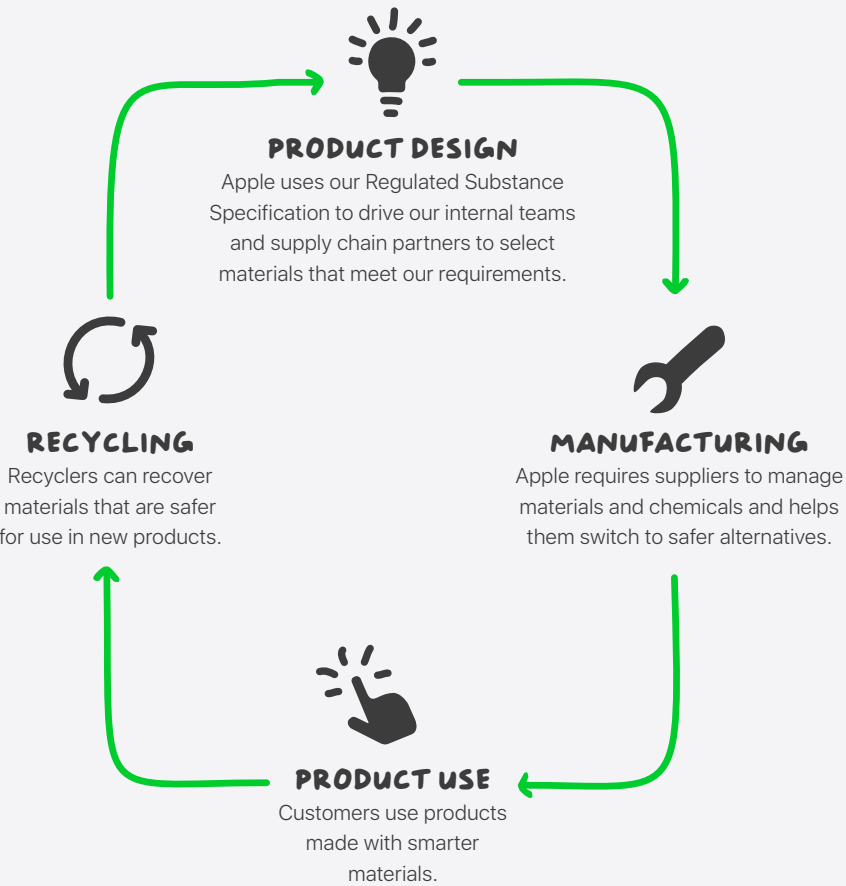 PRODUCT DESIGN
Apple uses our Regulated Substance
Specification to drive our internal teams
and supply chain partners to select
materials that meet our requirements.
RECYCLING
Recyclers can recover
materials that are safer
for use in new products.
MANUFACTURING
Apple requires suppliers to manage
materials and chemicals and helps
them switch to safer alternatives.
PRODUCT USE
Customers use products
made with smarter
materials.